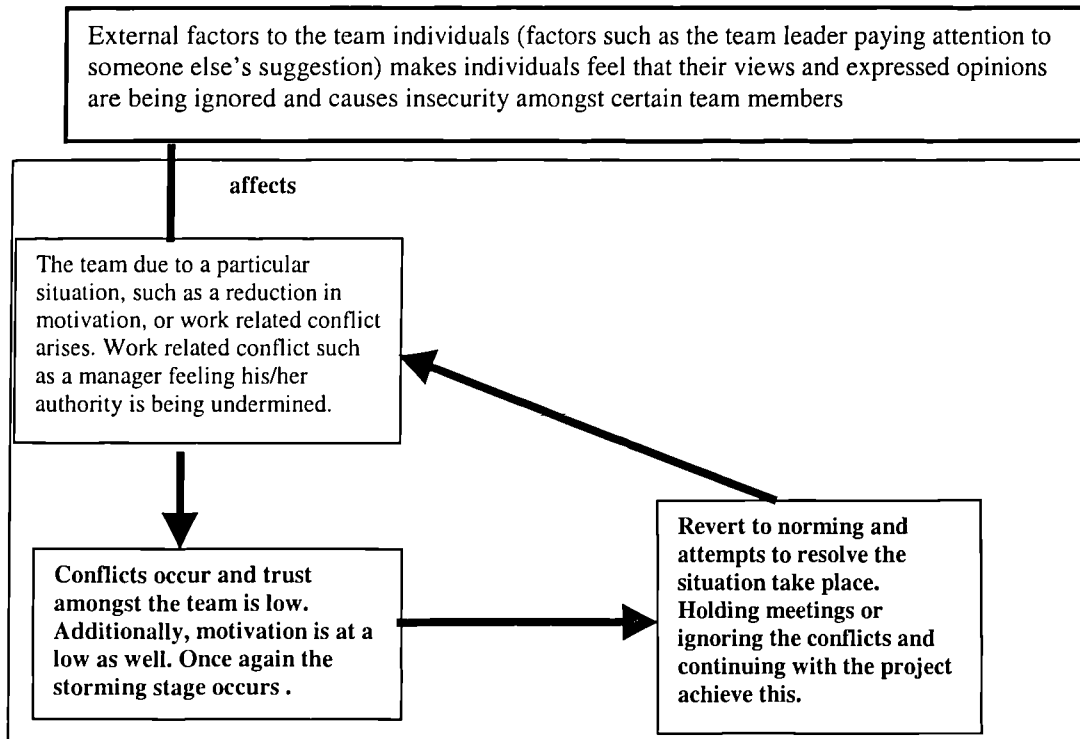 External factors to the team individuals (factors such as the team leader paying attention to
someone else's suggestion) makes individuals feel that their views and expressed opinions
are being ignored and causes insecurity amongst certain team members
affects
The team due to a particular
situation, such as a reduction in
motivation, or work related conflict
arises. Work related conflict such
as a manager feeling his/her
authority is being undermined.
Conflicts occur and trust
amongst the team is low.
Additionally, motivation is at a
low as well. Once again the
storming stage occurs .
Revert to norming and
attempts to resolve the
situation take place.
Holding meetings or
ignoring the conflicts and
continuing with the project
achieve this.